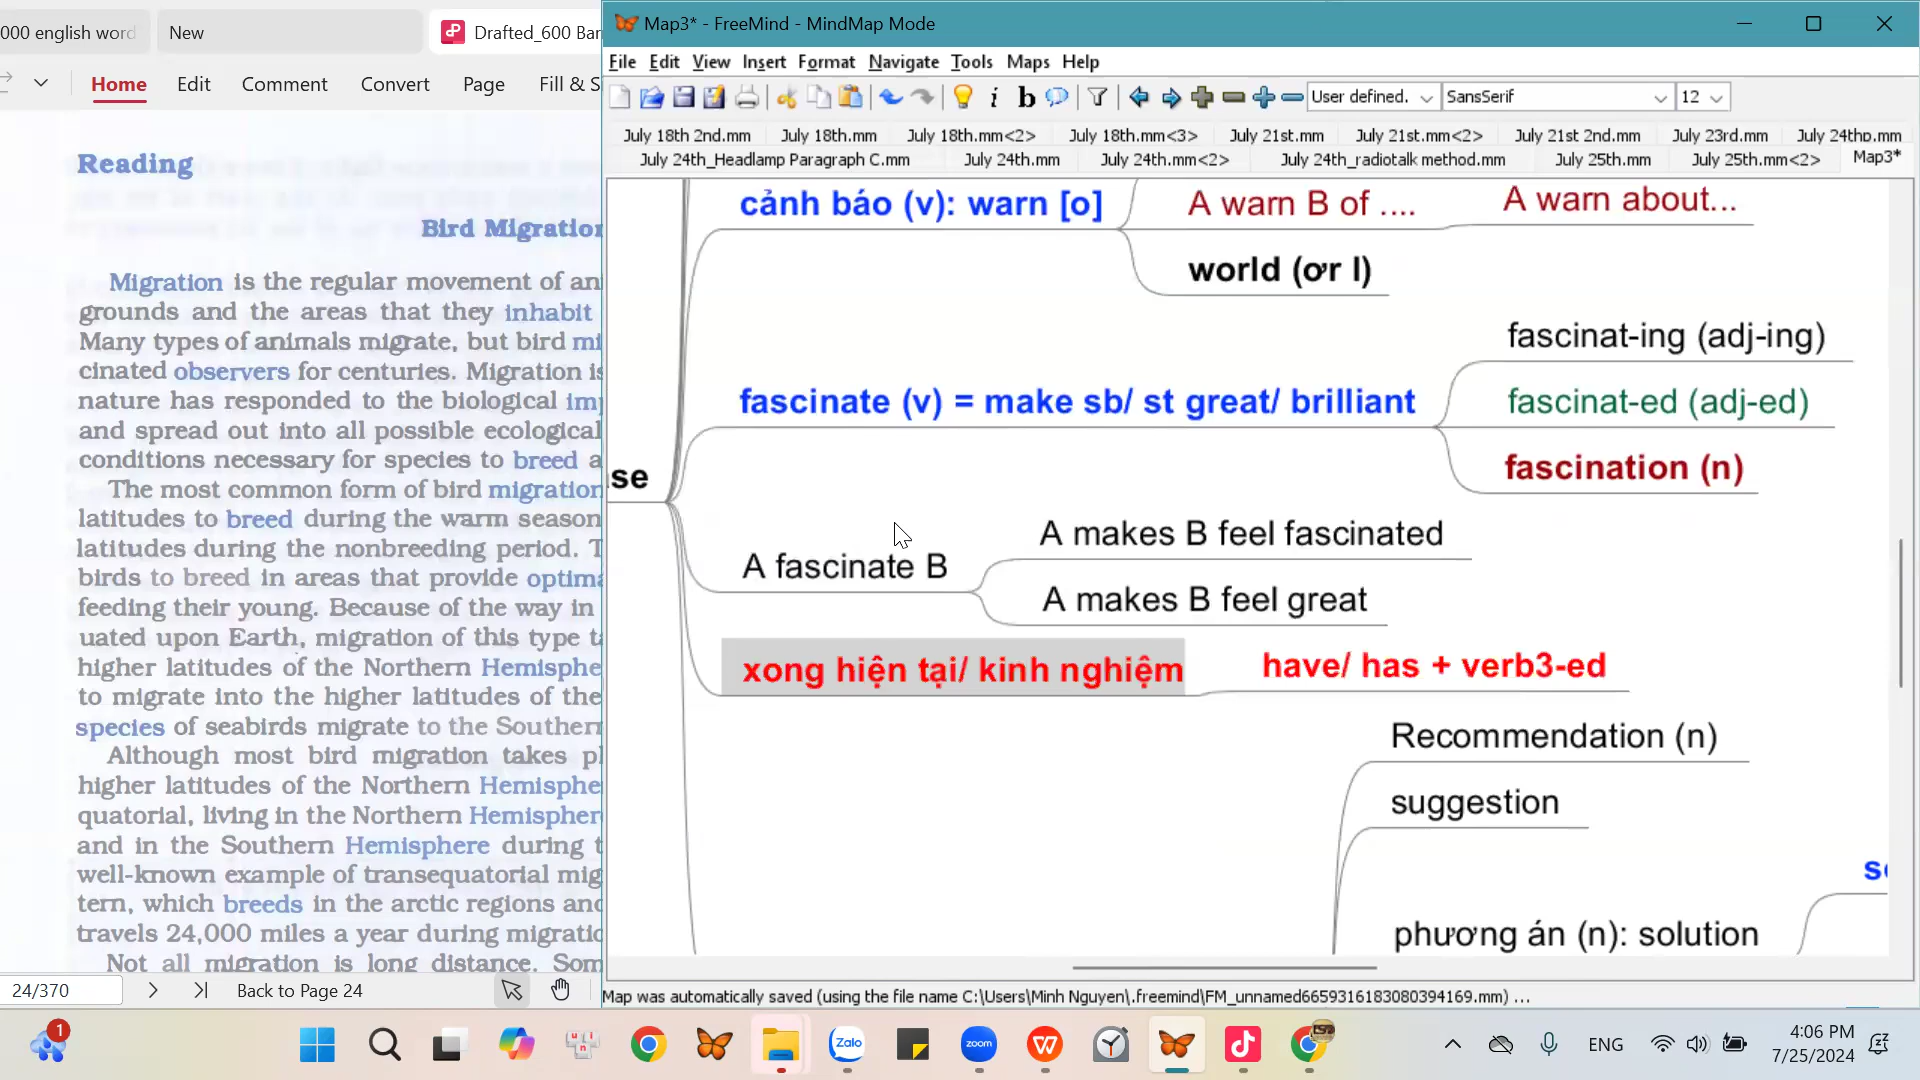 000 english word
New
Drafted_600 Bar
Home
Edit
Comment
Convert
Page
Fill & S
Reading
Bird Migration
Migration is the regular movement of an
grounds and the areas that they inhabit
Many types of animals migrate, but bird mi
cinated observers for centuries. Migration is
nature has responded to the biological imp
and spread out into all possible ecological
conditions necessary for species to breed a
The most common form of bird migration
latitudes to breed during the warm season
latitudes during the nonbreeding period. T
birds to breed in areas that provide optima
feeding their young. Because of the way in
uated upon Earth, migration of this type ta
higher latitudes of the Northern Hemisphe
to migrate into the higher latitudes of the
species of seabirds migrate to the Southern
Although most bird migration takes pl
higher latitudes of the Northern Hemisphe
quatorial, living in the Northern Hemispher
and in the Southern Hemisphere during t
well-known example of transequatorial mig
tern, which breeds in the arctic regions and
travels 24,000 miles a year during migratio
Not all migration is long distance. Som
24/370
Back to Page 24
Map3* - FreeMind - MindMap Mode
File Edit View Insert Format Navigate Tools Maps Help
User defined.
SansSerif
12
July 18th 2nd.mm
July 18th.mm
July 18th.mm<2>
July 18th.mm<3>
July 21st.mm
July 21st.mm<2>
July 21st 2nd.mm
July 23rd.mm
July 24thp.mm
July 24th_Headlamp Paragraph C.mm
July 24th.mm
July 24th.mm<2>
July 24th_radiotalk method.mm
July 25th.mm
July 25th.mm<2>
Map3*
cảnh báo (v): warn [o]
A warn B of ....
A warn about...
world (ơr l)
fascinate (v) = make sb/ st great/ brilliant
fascinat-ing (adj-ing)
fascinat-ed (adj-ed)
fascination (n)
se
A fascinate B
A makes B feel fascinated
A makes B feel great
xong hiện tại/ kinh nghiệm
have/ has + verb3-ed
Recommendation (n)
suggestion
phương án (n): solution
Map was automatically saved (using the file name C:\Users\Minh Nguyen\.freemind\FM_unnamed6659316183080394169.mm) ...
1
Zalo
zoom
ENG
4:06 PM
7/25/2024